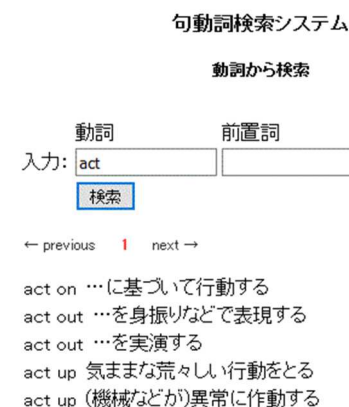 句動詞検索システム
動詞から検索
動詞 前置詞
入力: act
検索
← previous 1 next →
act on …に基づいて行動する
act out …を身振りなどで表現する
act out …を実演する
act up 気ままな荒々しい行動をとる
act up (機械などが)異常に作動する